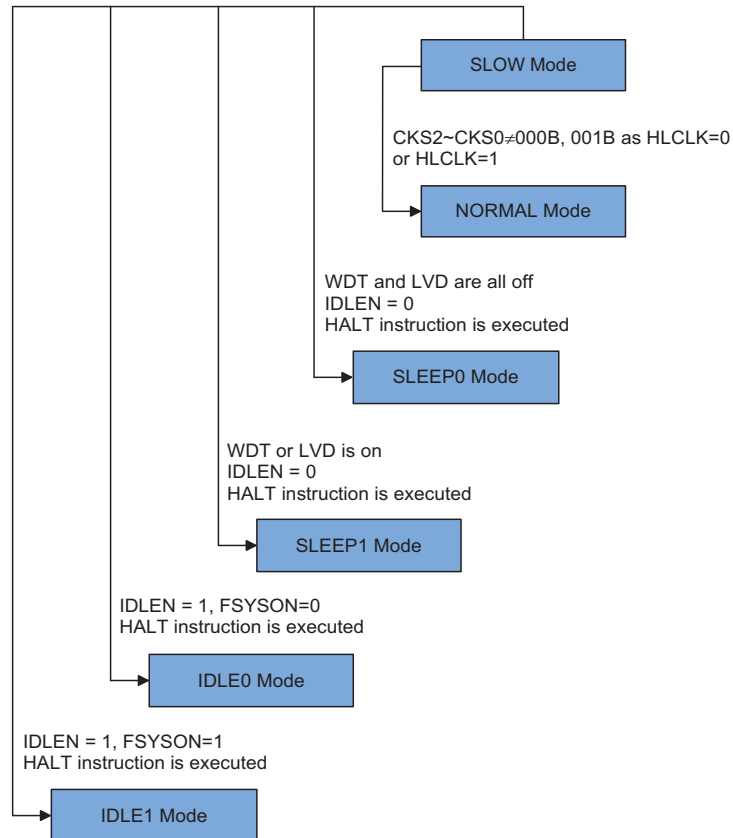 SLOW Mode
CKS2~CKS0≠000B, 001B as HLCLK=0
or HLCLK=1
NORMAL Mode
WDT and LVD are all off
IDLEN = 0
HALT instruction is executed
SLEEP0 Mode
WDT or LVD is on
IDLEN = 0
HALT instruction is executed
SLEEP1 Mode
IDLEN = 1, FSYSON=0
HALT instruction is executed
IDLE0 Mode
IDLEN = 1, FSYSON=1
HALT instruction is executed
IDLE1 Mode